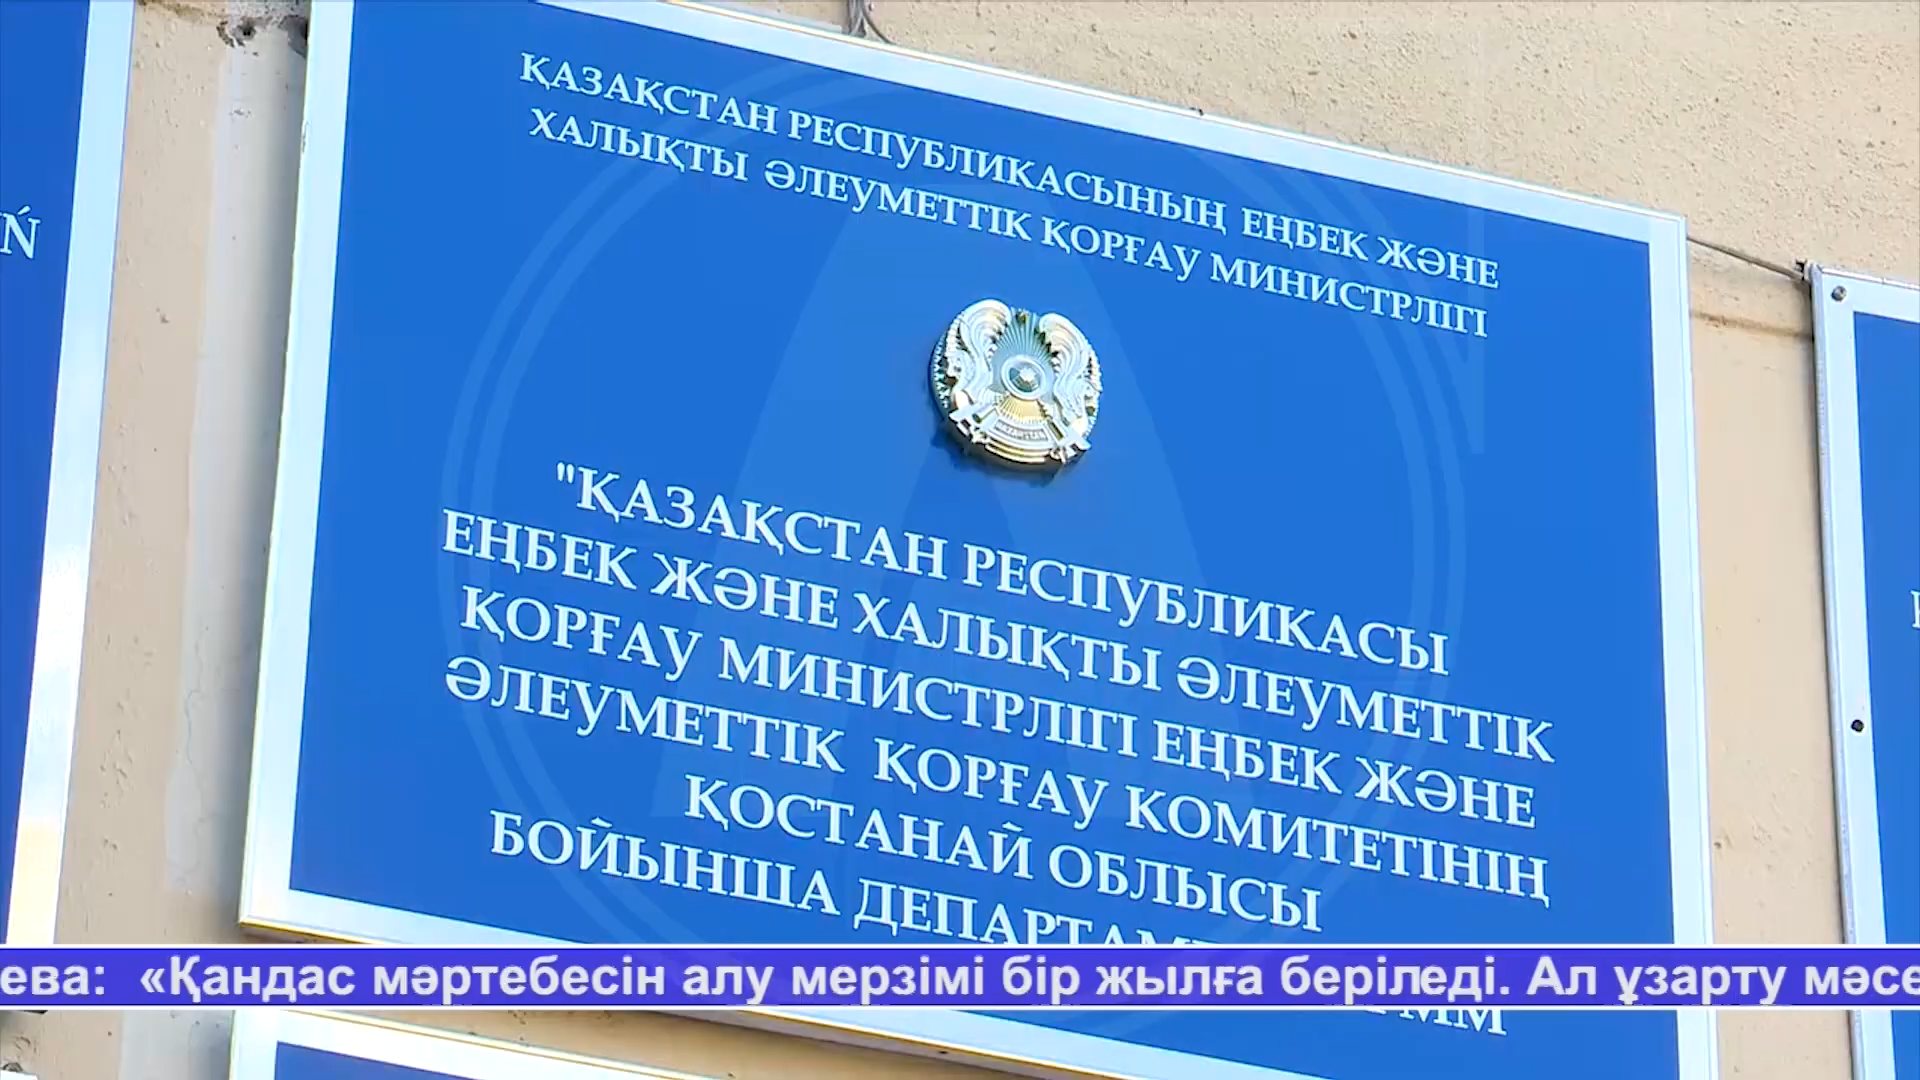 ҚАЗАҚСТАН РЕСПУБЛИКАСЫНЫҢ ЕҢБЕК ЖӘНЕ
ХАЛЫҚТЫ ӘЛЕУМЕТТІК ҚОРҒАУ МИНИСТРЛІГІ
"ҚАЗАҚСТАН РЕСПУБЛИКАСЫ
ЕҢБЕК ЖӘНЕ ХАЛЫҚТЫ ӘЛЕУМЕТТІК
ҚОРҒАУ МИНИСТРЛІГІ ЕҢБЕК ЖӘНЕ
ӘЛЕУМЕТТІК ҚОРҒАУ КОМИТЕТІНІҢ
ҚОСТАНАЙ ОБЛЫСЫ
БОЙЫНША
ева: «Қандас мәртебесін алу мерзімі бір жылға беріледі. Ал ұзарту мәсе